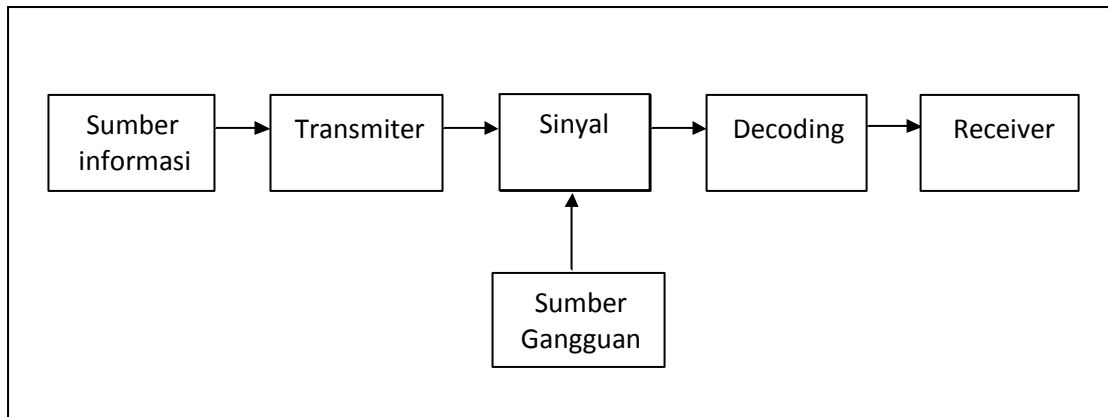 Sumber
informasi
Transmiter
Sinyal
Decoding
Receiver
Sumber
Gangguan